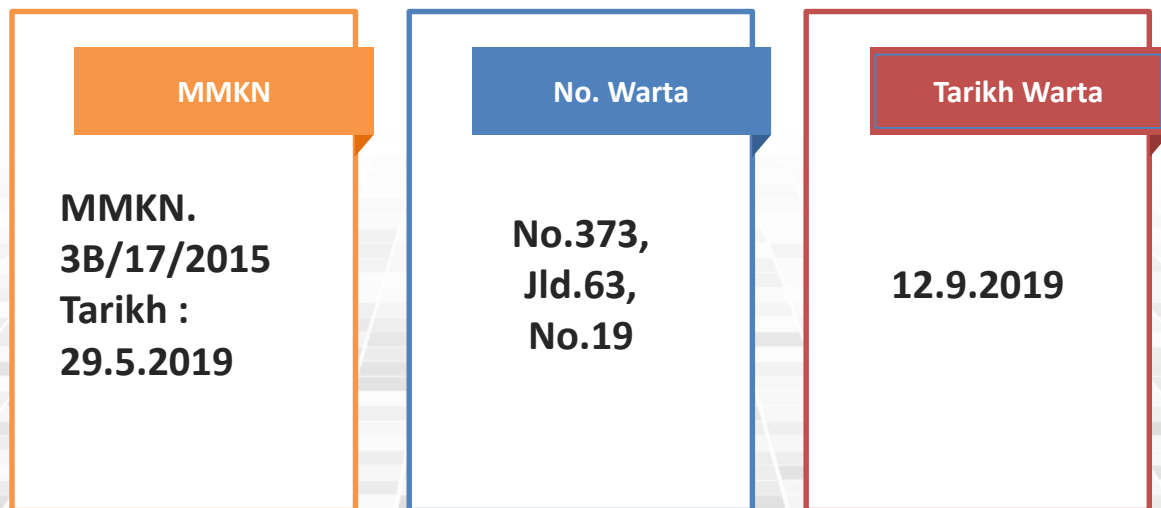 MMKN
MMKN.
3B/17/2015
Tarikh :
29.5.2019
No. Warta
No.373,
Jld.63,
No.19
Tarikh Warta
12.9.2019